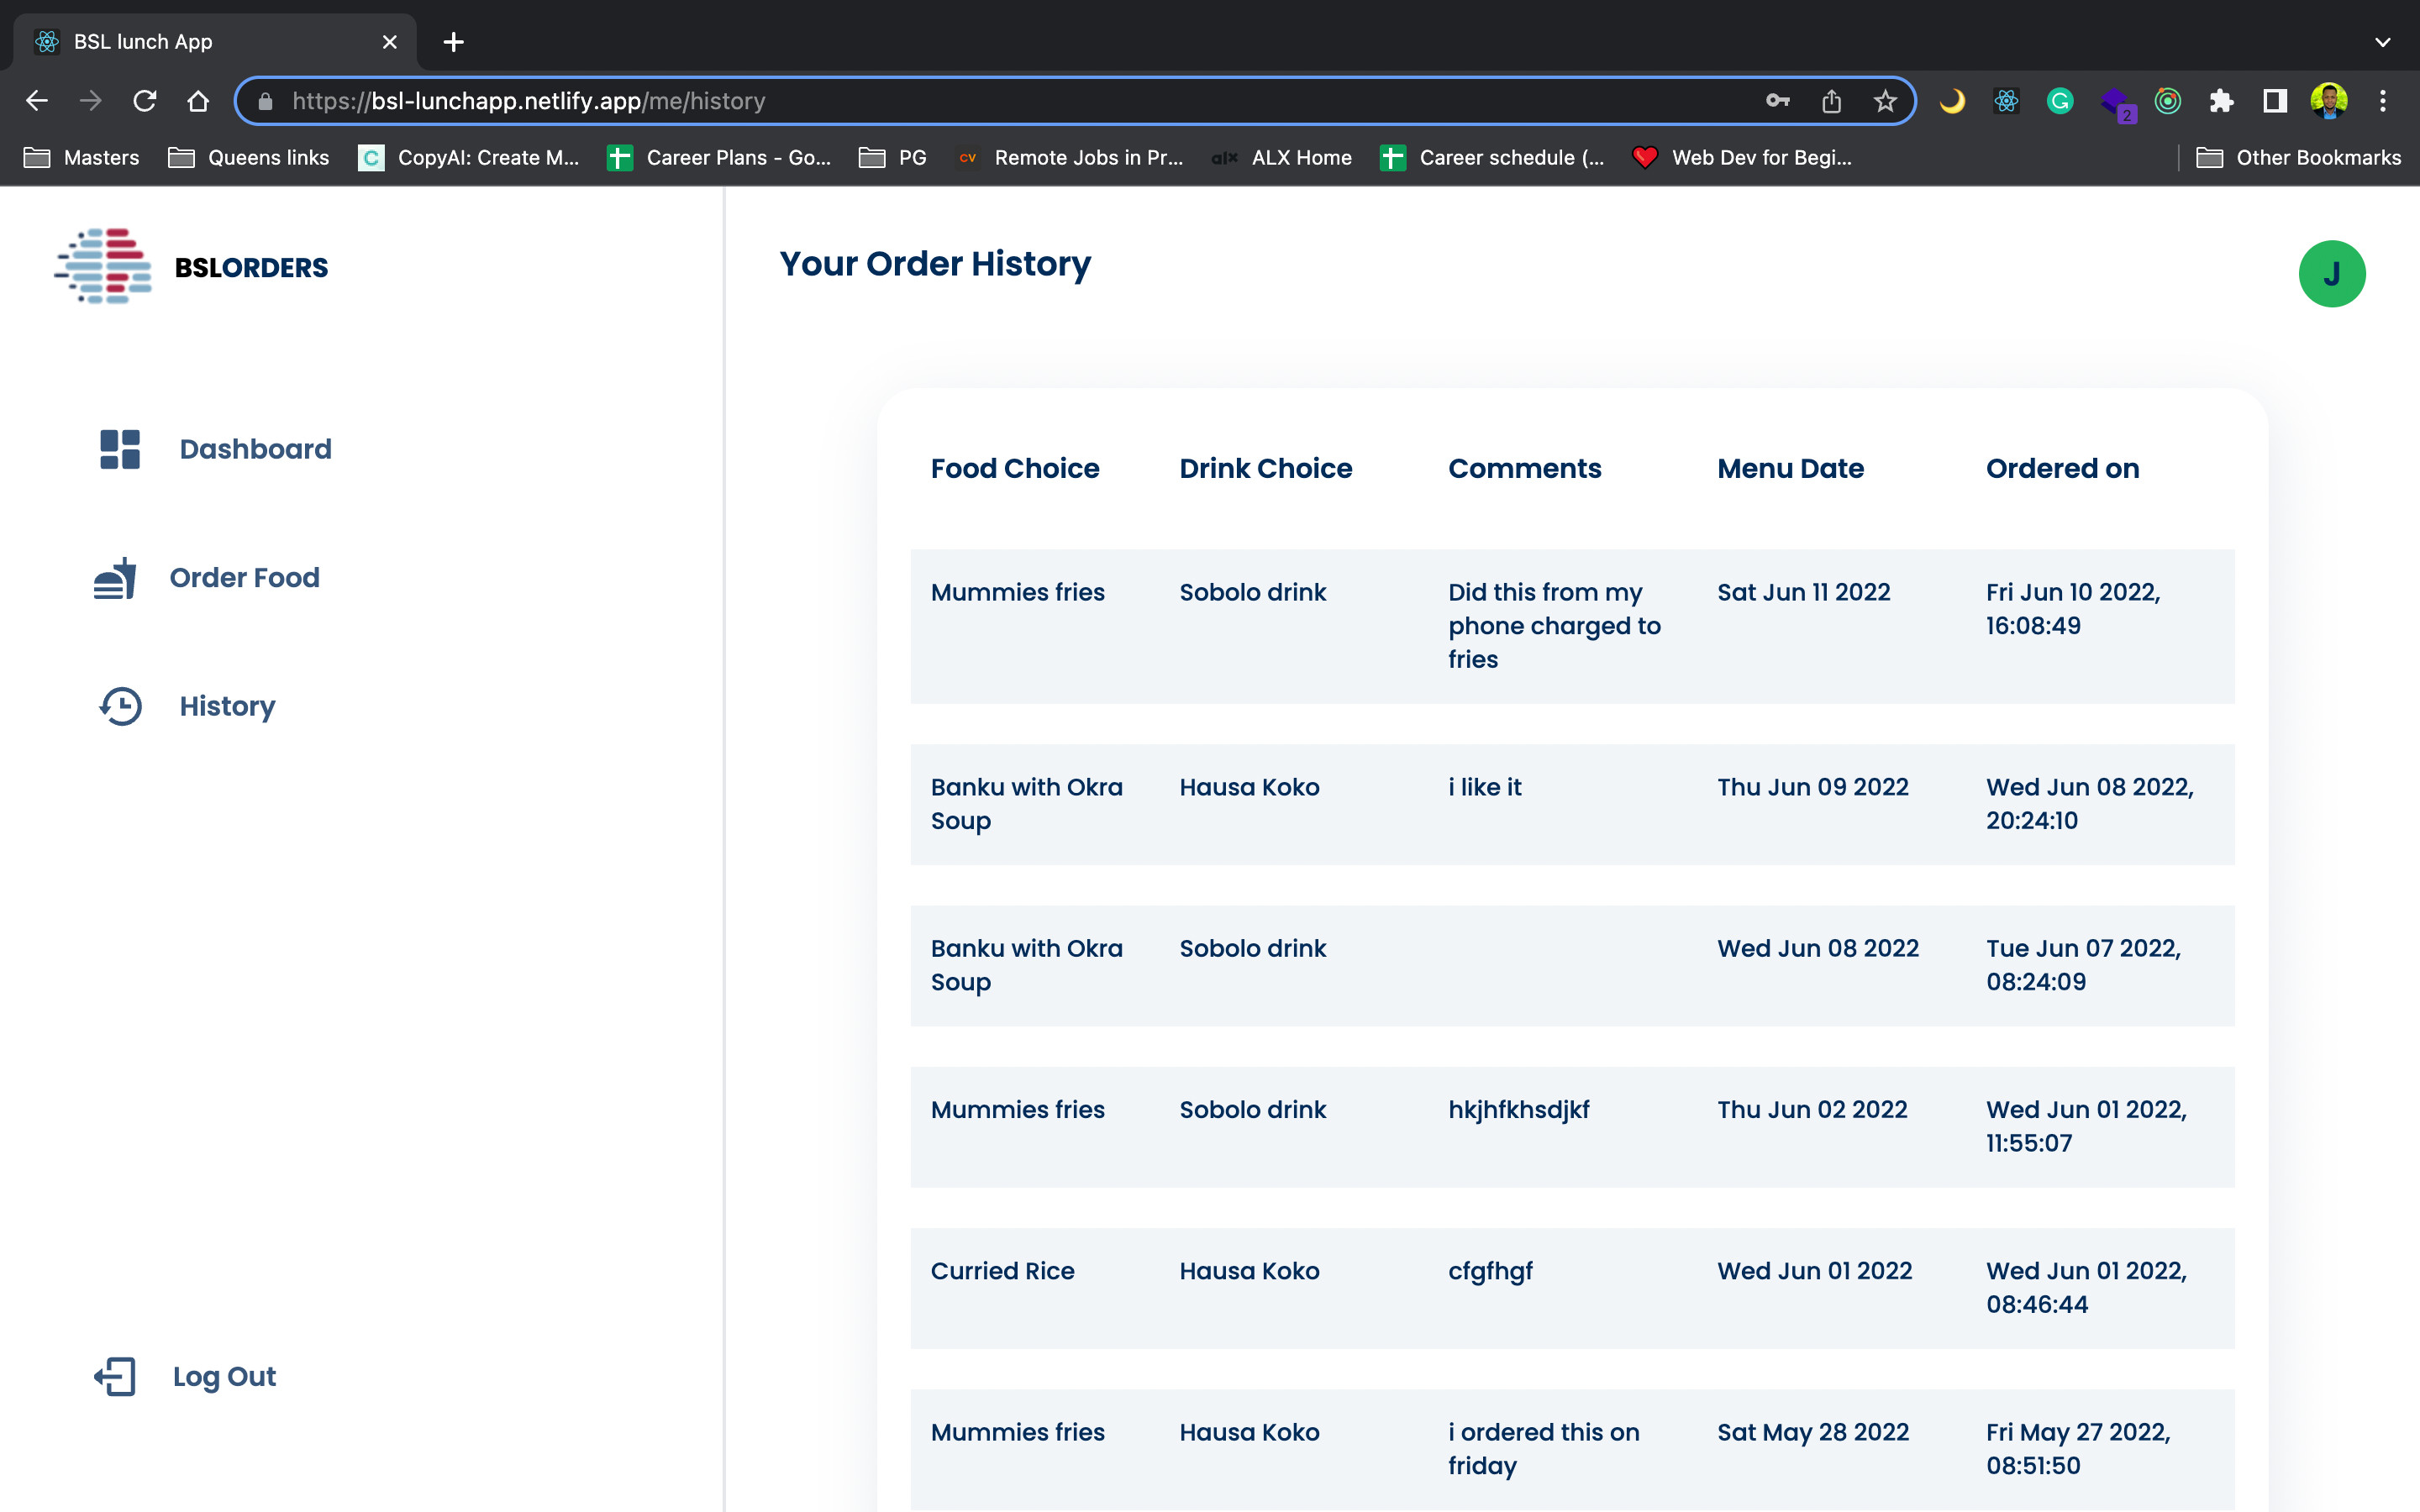 BSL lunch App
https://bsl-lunchapp.netlify.app/me/history
2
Masters
Queens links
CopyAI: Create M...
Career Plans - Go...
PG
CV
Remote Jobs in Pr...
alx
ALX Home
Career schedule (...
Web Dev for Begi...
Other Bookmarks
BSLORDERS
Your Order History
J
Dashboard
Order Food
History
Log Out
Food Choice Drink Choice Comments Menu Date Ordered on
Mummies fries Sobolo drink Did this from my Sat Jun 11 2022 Fri Jun 10 2022,
phone charged to 16:08:49
fries
Banku with Okra Hausa Koko i like it Thu Jun 09 2022 Wed Jun 08 2022,
Soup 20:24:10
Banku with Okra Sobolo drink Wed Jun 08 2022 Tue Jun 07 2022,
Soup 08:24:09
Mummies fries Sobolo drink hkjhfkhsdjkf Thu Jun 02 2022 Wed Jun 01 2022,
11:55:07
Curried Rice Hausa Koko cfgfhgf Wed Jun 01 2022 Wed Jun 01 2022,
08:46:44
Mummies fries Hausa Koko i ordered this on Sat May 28 2022 Fri May 27 2022,
friday 08:51:50